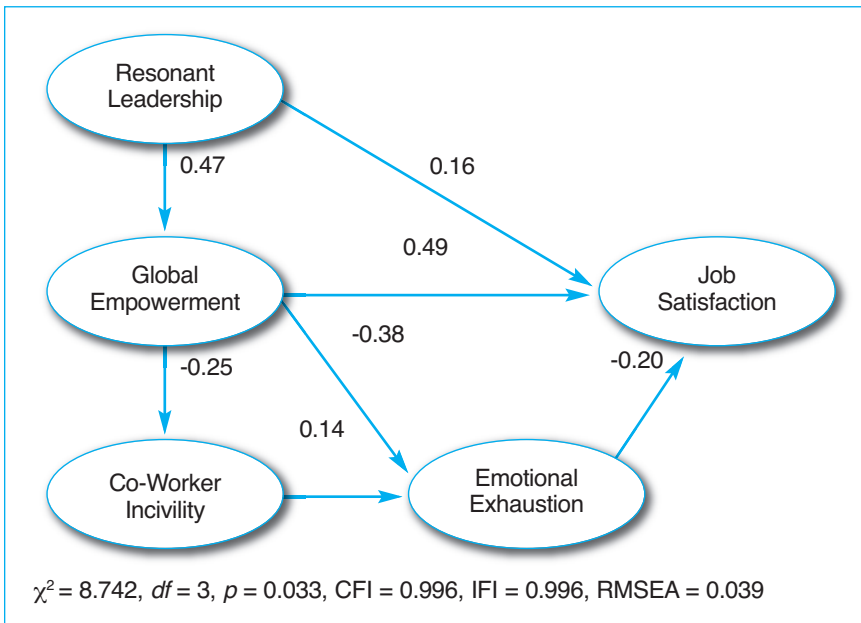 Resonant
Leadership
0.47
0.16
0.49
Global
Empowerment
Job
Satisfaction
-0.38
-0.25
-0.20
0.14
Co-Worker
Incivility
Emotional
Exhaustion
χ² = 8.742, df = 3, p = 0.033, CFI = 0.996, IFI = 0.996, RMSEA = 0.039